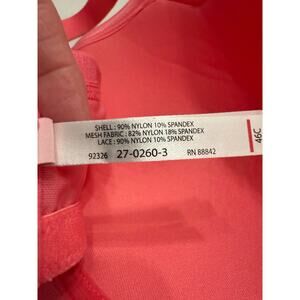 SHELL : 90% NYLON 10% SPANDEX
MESH FABRIC : 82% NYLON 18% SPANDEX
LACE : 90% NYLON 10% SPANDEX
92326 27-0260-3 RN 88842
46C